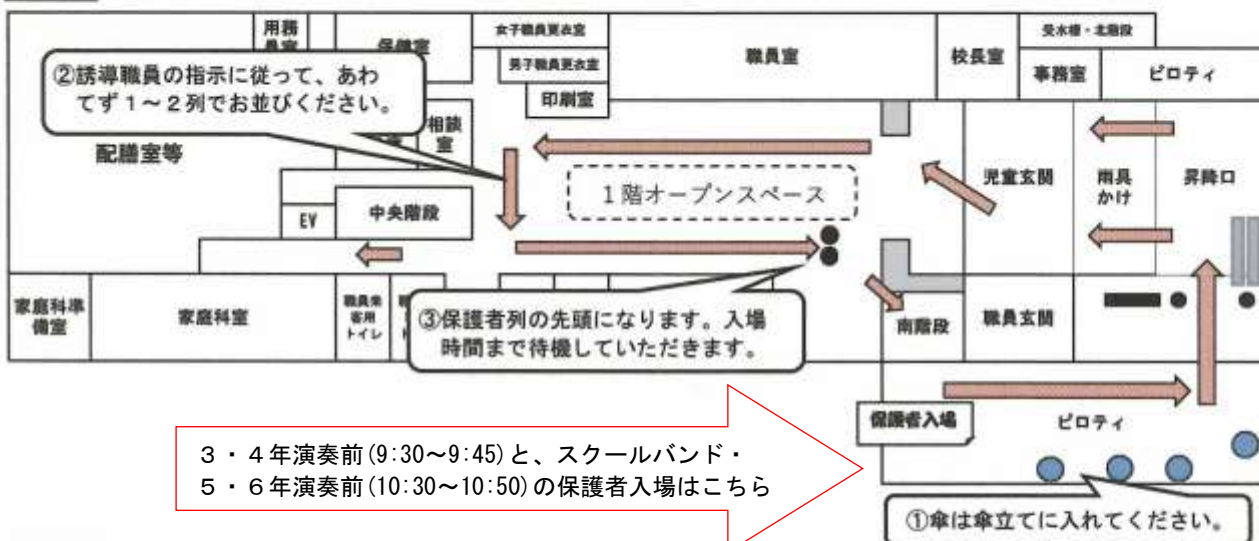 用務
員室
保健室
女子職員更衣室
男子職員更衣室
印刷室
職員室
校長室
受水槽・北階段
事務室
ピロティ
②誘導職員の指示に従って、あわ
てず１～２列でお並びください。
相談
室
配膳室等
１階オープンスペース
児童玄関
雨具
かけ
昇降口
EV
中央階段
家庭科準
備室
家庭科室
職員来
客用
トイレ
③保護者列の先頭になります。入場
時間まで待機していただきます。
南階段
職員玄関
保護者入場
ピロティ
３・４年演奏前(9:30～9:45)と、スクールバンド・
５・６年演奏前(10:30～10:50)の保護者入場はこちら
①傘は傘立てに入れてください。